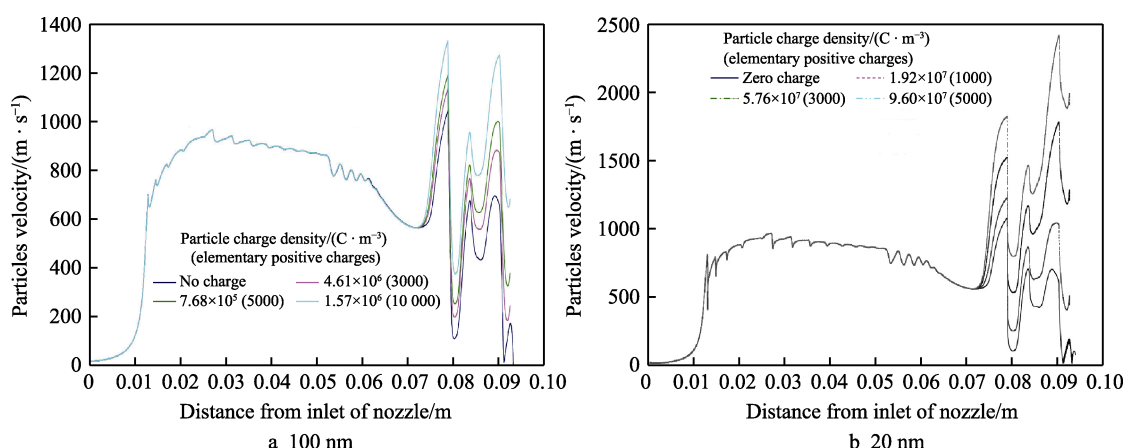 1400
1200
1000
800
600
400
200
0
Particles velocity/(m · s⁻¹)
Particle charge density/(C · m⁻³)
(elementary positive charges)
No charge
4.61×10⁶ (3000)
7.68×10⁵ (5000)
1.57×10⁶ (10 000)
0 0.01 0.02 0.03 0.04 0.05 0.06 0.07 0.08 0.09 0.10
Distance from inlet of nozzle/m
a 100 nm
2500
2000
1500
1000
500
0
Particles velocity/(m · s⁻¹)
Particle charge density/(C · m⁻³)
(elementary positive charges)
Zero charge
1.92×10⁷ (1000)
5.76×10⁷ (3000)
9.60×10⁷ (5000)
0 0.01 0.02 0.03 0.04 0.05 0.06 0.07 0.08 0.09 0.10
Distance from inlet of nozzle/m
b 20 nm